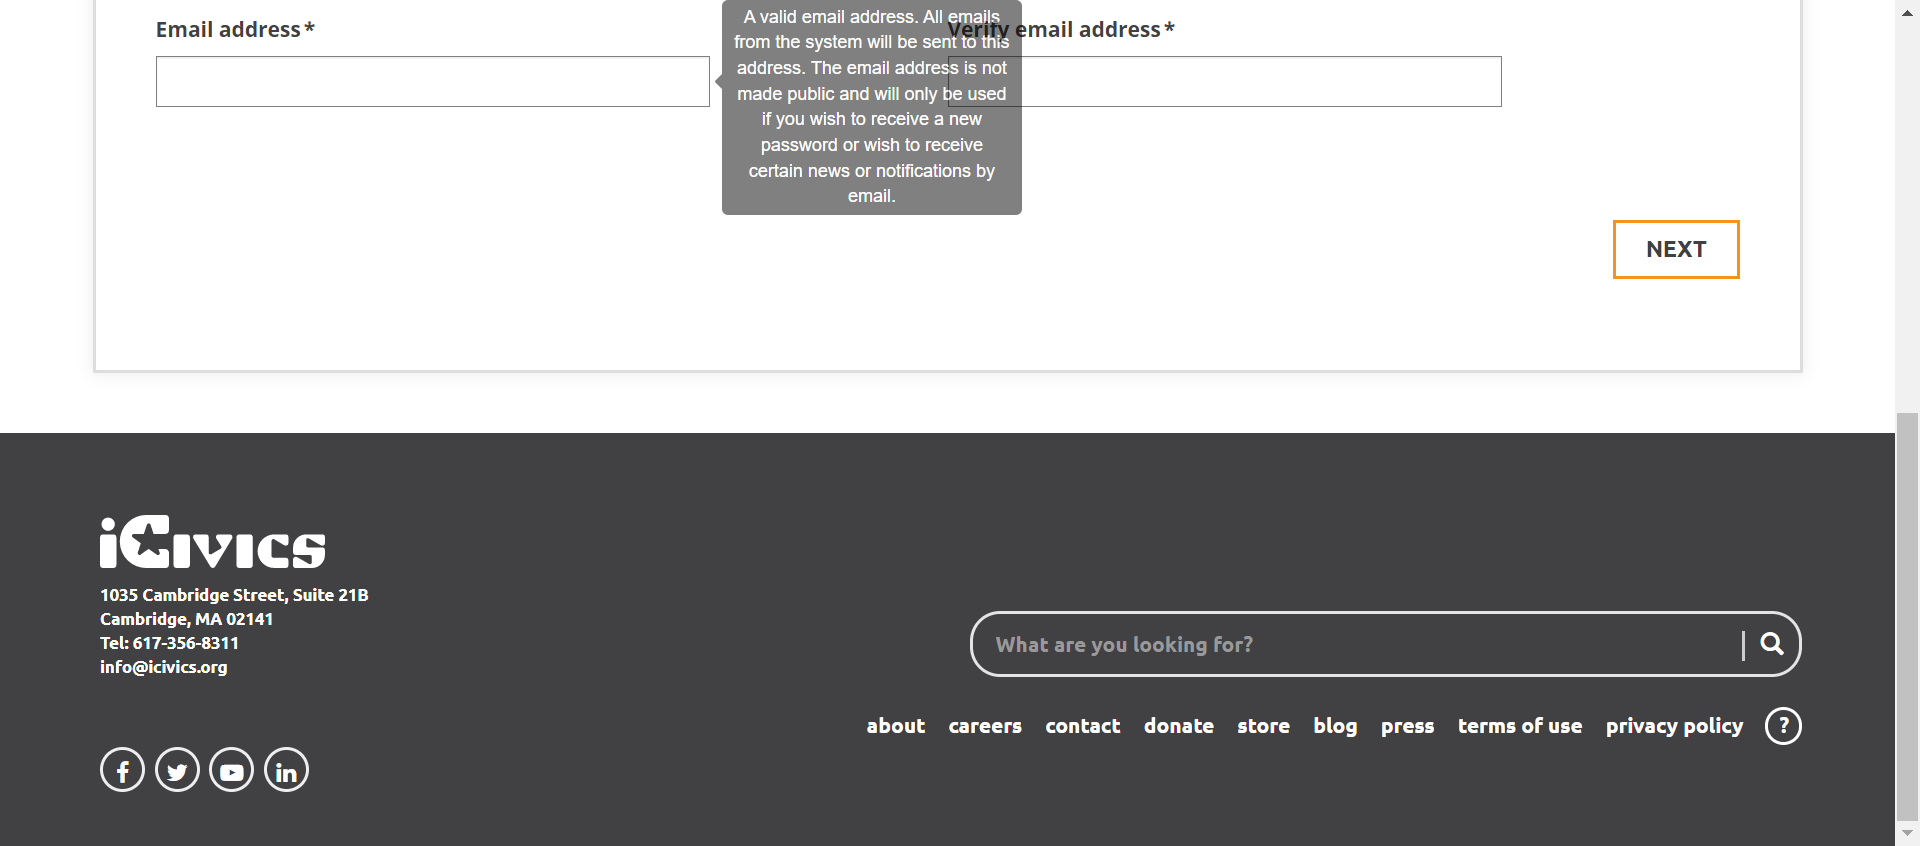 Email address*
A valid email address. All emails
from the system will be sent to this
address. The email address is not
made public and will only be used
if you wish to receive a new
password or wish to receive
certain news or notifications by
email.
Verify email address*
NEXT
iCivics
1035 Cambridge Street, Suite 21B
Cambridge, MA 02141
Tel: 617-356-8311
info@icivics.org
What are you looking for?
about careers contact donate store blog press terms of use privacy policy ?